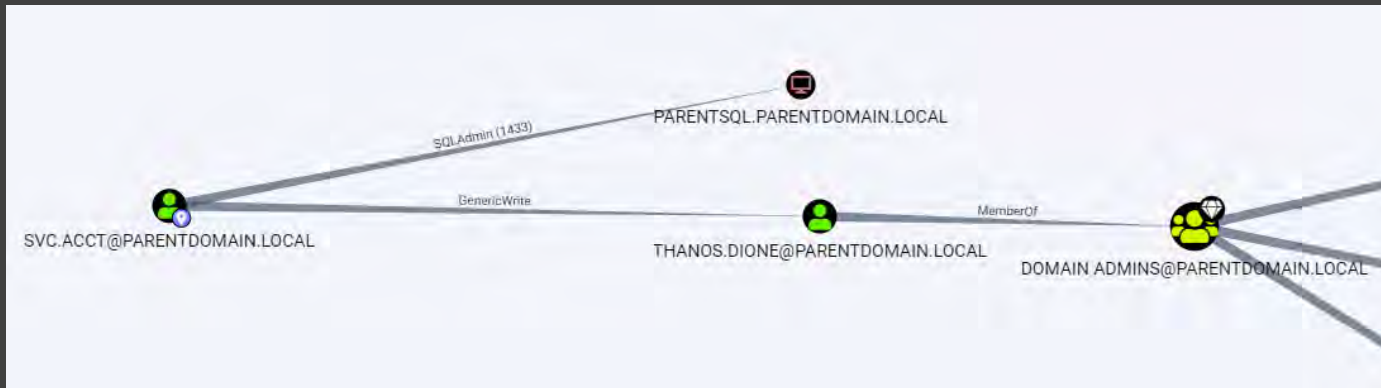 SQLAdmin (1433)
PARENTSQL.PARENTDOMAIN.LOCAL
GenericWrite
MemberOf
SVC.ACCT@PARENTDOMAIN.LOCAL
THANOS.DIONE@PARENTDOMAIN.LOCAL
DOMAIN ADMINS@PARENTDOMAIN.LOCAL